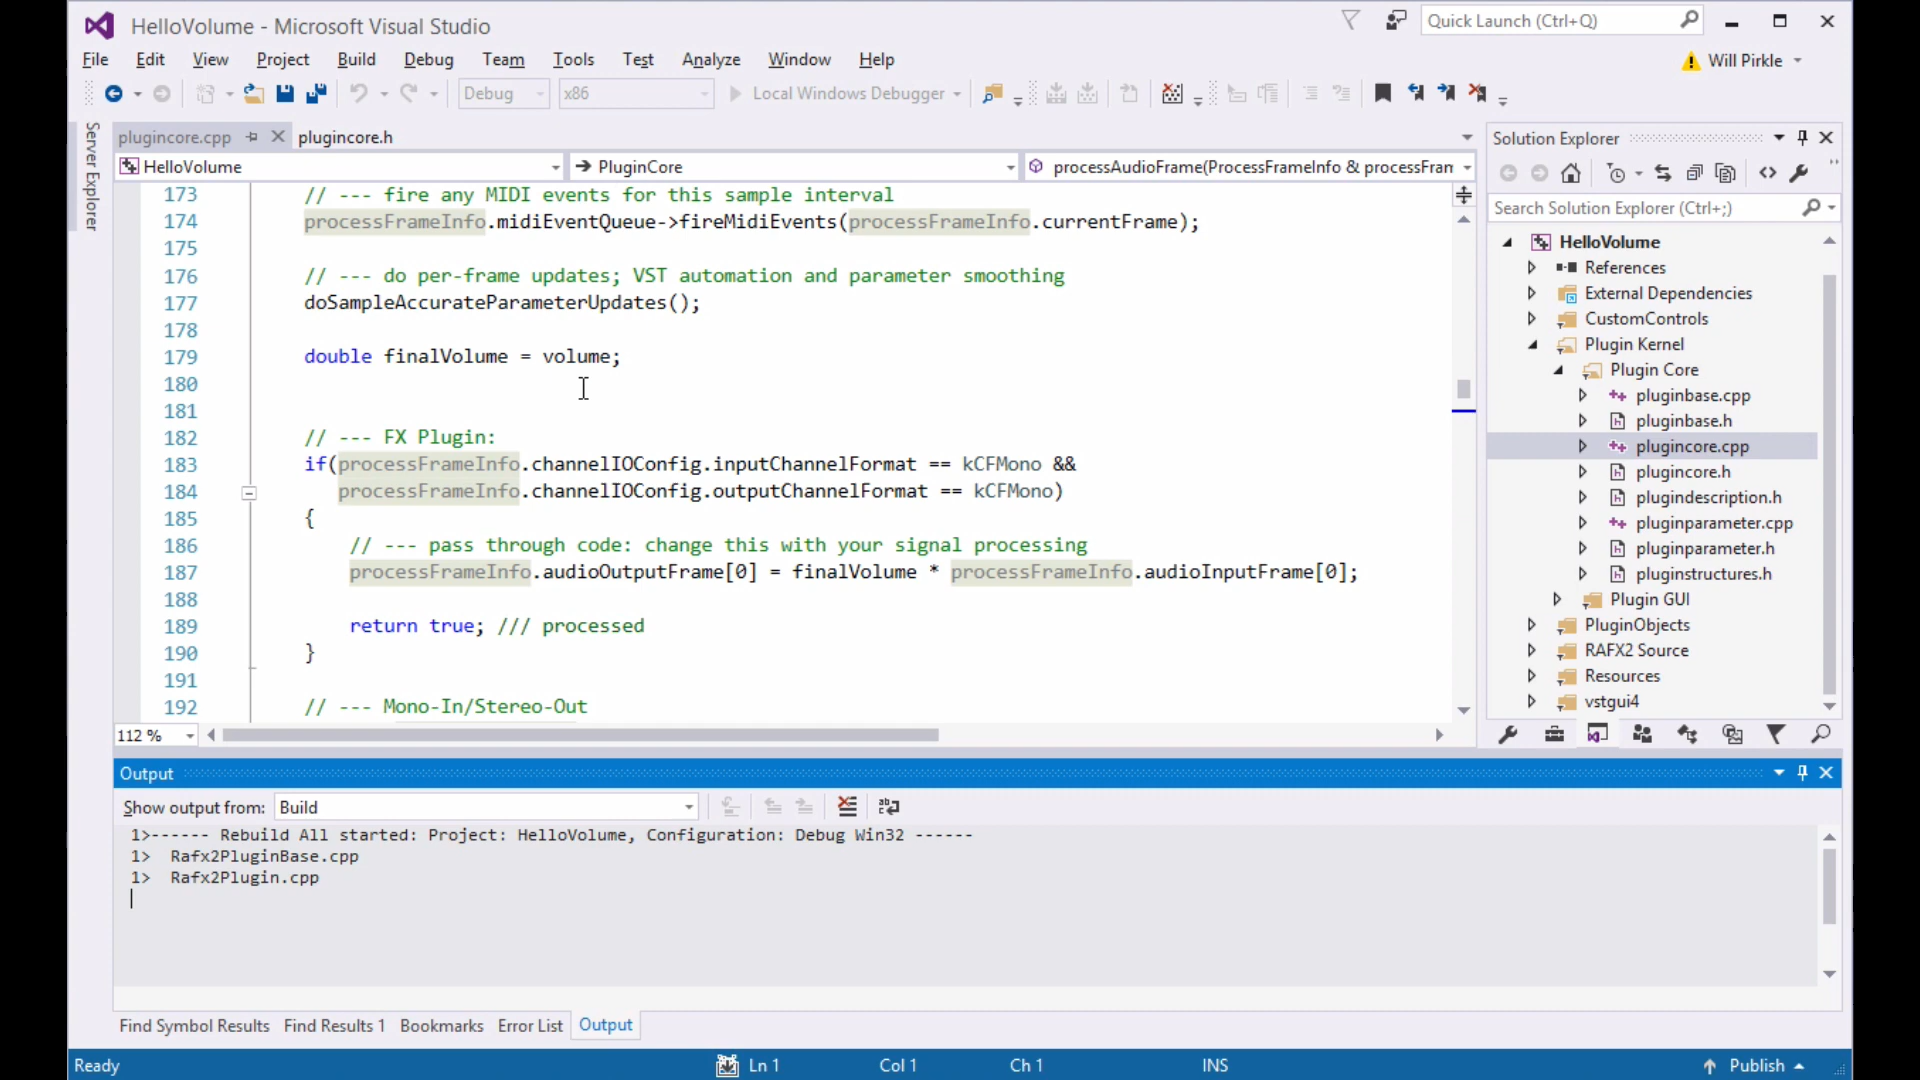 HelloVolume - Microsoft Visual Studio
Quick Launch (Ctrl+Q)
File Edit View Project Build Debug Team Tools Test Analyze Window Help
Will Pirkle
Debug x86 Local Windows Debugger
Server Explorer
plugincore.cpp plugincore.h
HelloVolume PluginCore processAudioFrame(ProcessFrameInfo & processFram
173 // --- fire any MIDI events for this sample interval
174 processFrameInfo.midiEventQueue->fireMidiEvents(processFrameInfo.currentFrame);
175
176 // --- do per-frame updates; VST automation and parameter smoothing
177 doSampleAccurateParameterUpdates();
178
179 double finalVolume = volume;
180
181
182 // --- FX Plugin:
183 if(processFrameInfo.channelIOConfig.inputChannelFormat == kCFMono &&
184 processFrameInfo.channelIOConfig.outputChannelFormat == kCFMono)
185 {
186 // --- pass through code: change this with your signal processing
187 processFrameInfo.audioOutputFrame[0] = finalVolume * processFrameInfo.audioInputFrame[0];
188
189 return true; /// processed
190 }
191
192 // --- Mono-In/Stereo-Out
112 %
Solution Explorer
Search Solution Explorer (Ctrl+;)
HelloVolume
References
External Dependencies
CustomControls
Plugin Kernel
Plugin Core
pluginbase.cpp
pluginbase.h
plugincore.cpp
plugincore.h
plugindescription.h
pluginparameter.cpp
pluginparameter.h
pluginstructures.h
Plugin GUI
PluginObjects
RAFX2 Source
Resources
vstgui4
Output
Show output from: Build
1>------ Rebuild All started: Project: HelloVolume, Configuration: Debug Win32 ------
1> Rafx2PluginBase.cpp
1> Rafx2Plugin.cpp
Find Symbol Results Find Results 1 Bookmarks Error List Output
Ready Ln 1 Col 1 Ch 1 INS Publish